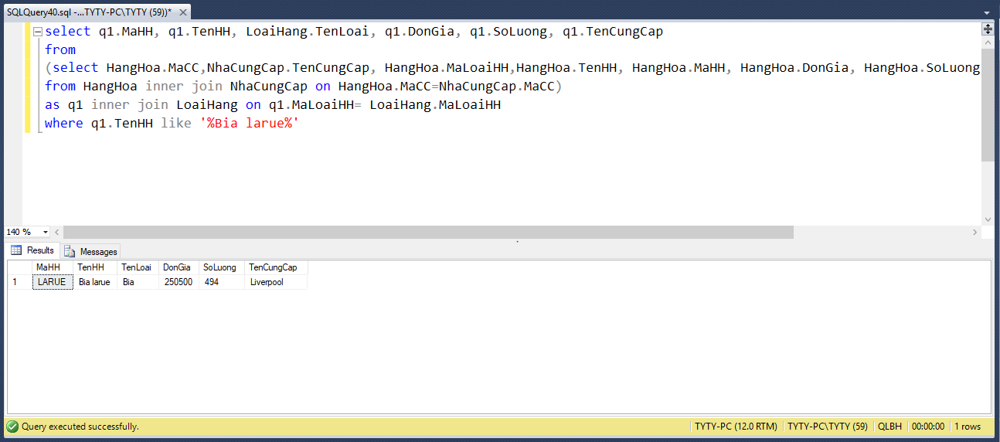 SQLQuery40.sql -...TYTY-PC\TYTY (59))*
select q1.MaHH, q1.TenHH, LoaiHang.TenLoai, q1.DonGia, q1.SoLuong, q1.TenCungCap
from
(select HangHoa.MaCC,NhaCungCap.TenCungCap, HangHoa.MaLoaiHH,HangHoa.TenHH, HangHoa.MaHH, HangHoa.DonGia, HangHoa.SoLuong
from HangHoa inner join NhaCungCap on HangHoa.MaCC=NhaCungCap.MaCC)
as q1 inner join LoaiHang on q1.MaLoaiHH= LoaiHang.MaLoaiHH
where q1.TenHH like '%Bia larue%'
140 %
Results Messages
MaHH TenHH TenLoai DonGia SoLuong TenCungCap
1 LARUE Bia larue Bia 250500 494 Liverpool
Query executed successfully. TYTY-PC (12.0 RTM) TYTY-PC\TYTY (59) QLBH 00:00:00 1 rows